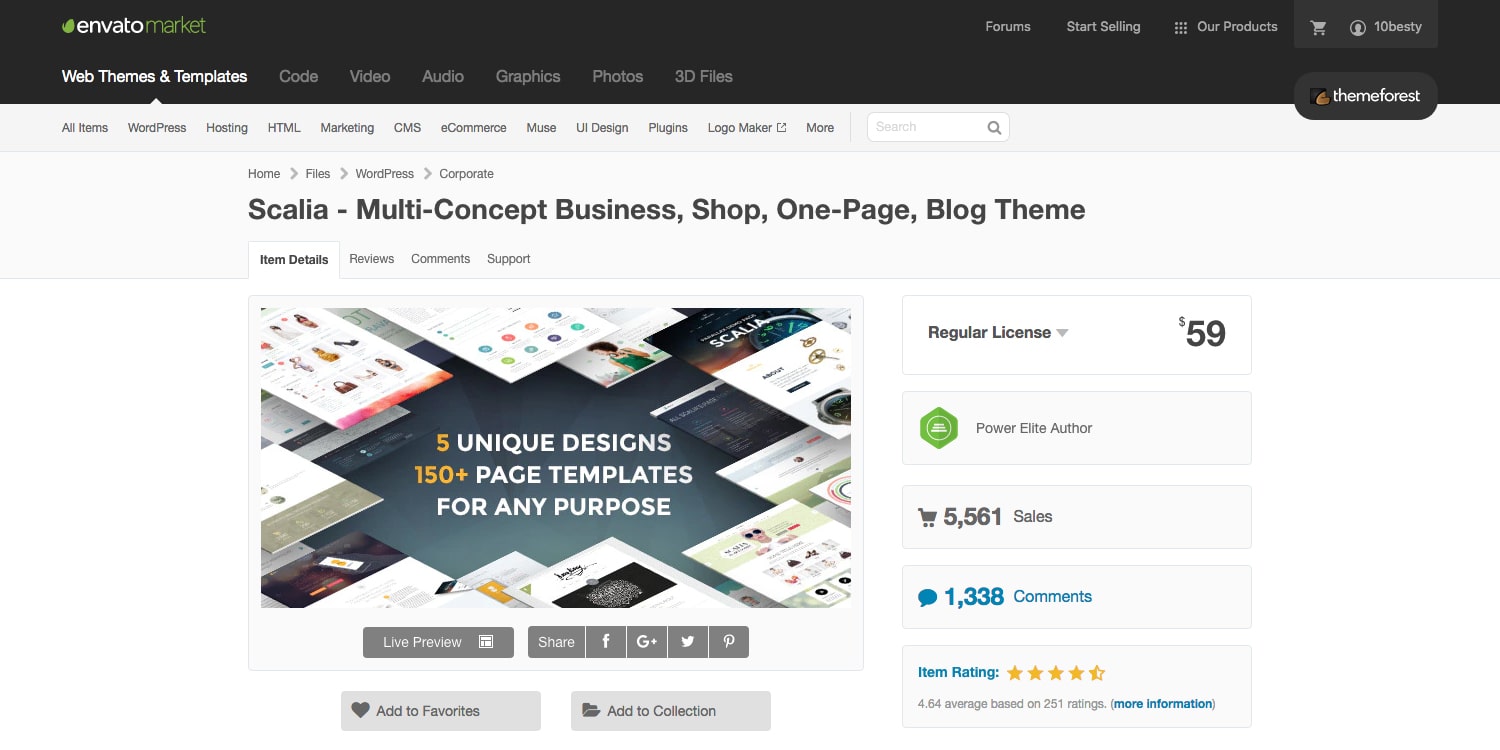 envatomarket
Forums Start Selling Our Products 10besty
Web Themes & Templates Code Video Audio Graphics Photos 3D Files
themeforest
All Items WordPress Hosting HTML Marketing CMS eCommerce Muse UI Design Plugins Logo Maker More Search
Home Files WordPress Corporate
Scalia - Multi-Concept Business, Shop, One-Page, Blog Theme
Item Details Reviews Comments Support
SCALIA
ABOUT
5 UNIQUE DESIGNS
150+ PAGE TEMPLATES
FOR ANY PURPOSE
Live Preview Share f G+
Add to Favorites Add to Collection
Regular License $59
Power Elite Author
5,561 Sales
1,338 Comments
Item Rating:
4.64 average based on 251 ratings. (more information)